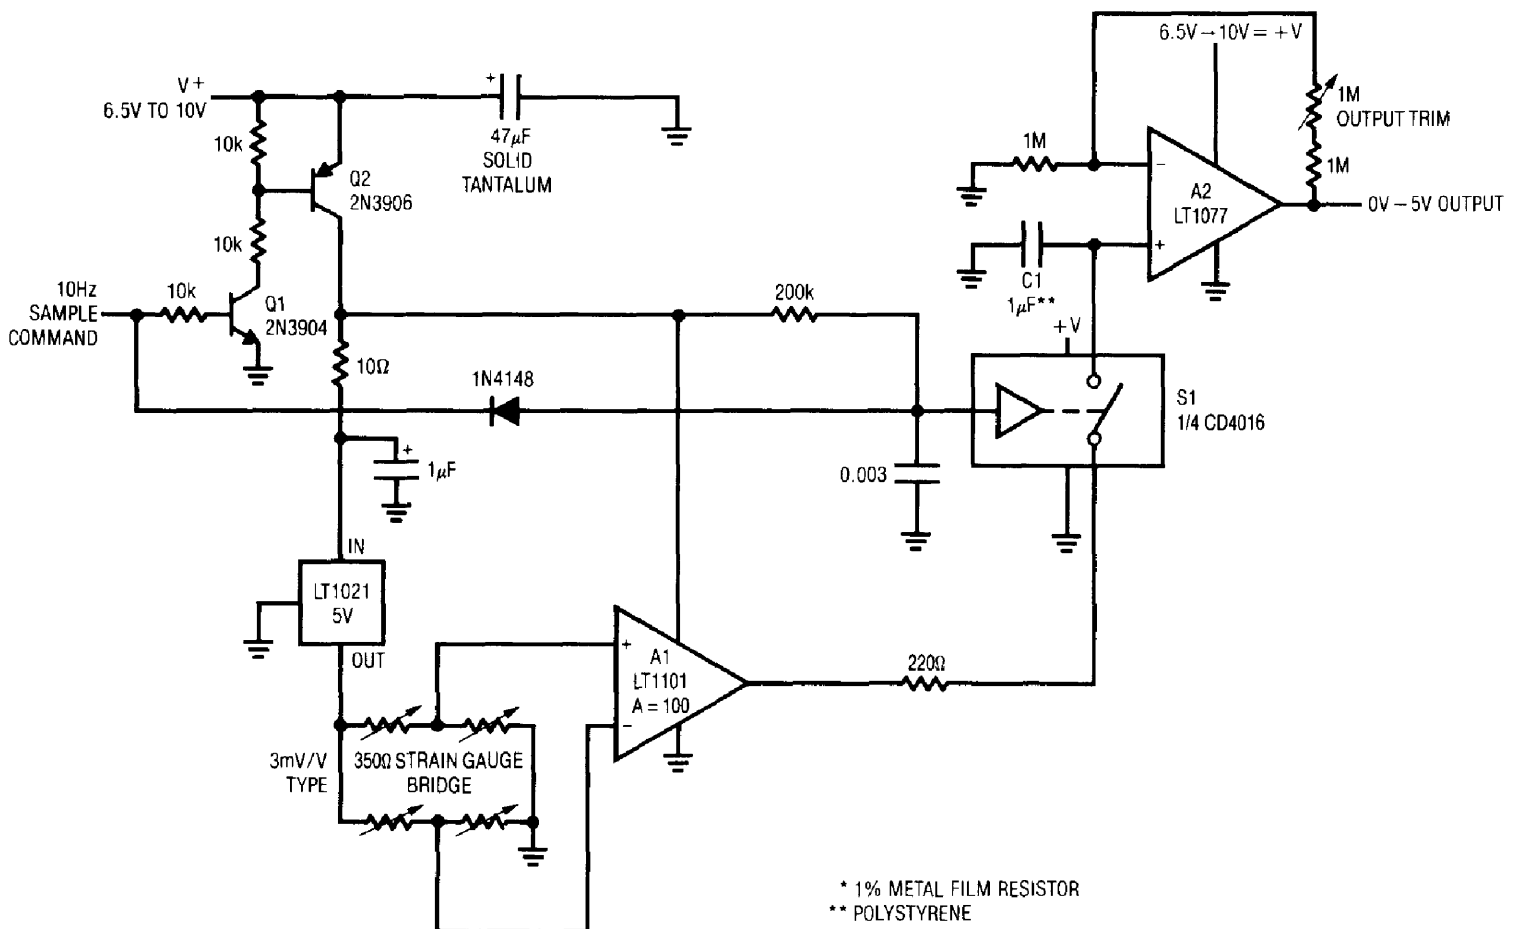 V+
6.5V TO 10V
10k
Q2
2N3906
+
47μF
SOLID
TANTALUM
10k
10Hz
SAMPLE
COMMAND
10k
Q1
2N3904
10Ω
1N4148
+
1μF
IN
LT1021
5V
OUT
3mV/V
TYPE
350Ω STRAIN GAUGE
BRIDGE
+
A1
LT1101
A = 100
−
200k
0.003
220Ω
6.5V→10V = +V
1M
OUTPUT TRIM
1M
1M
−
A2
LT1077
+
0V – 5V OUTPUT
C1
1μF**
+V
S1
1/4 CD4016
* 1% METAL FILM RESISTOR
** POLYSTYRENE